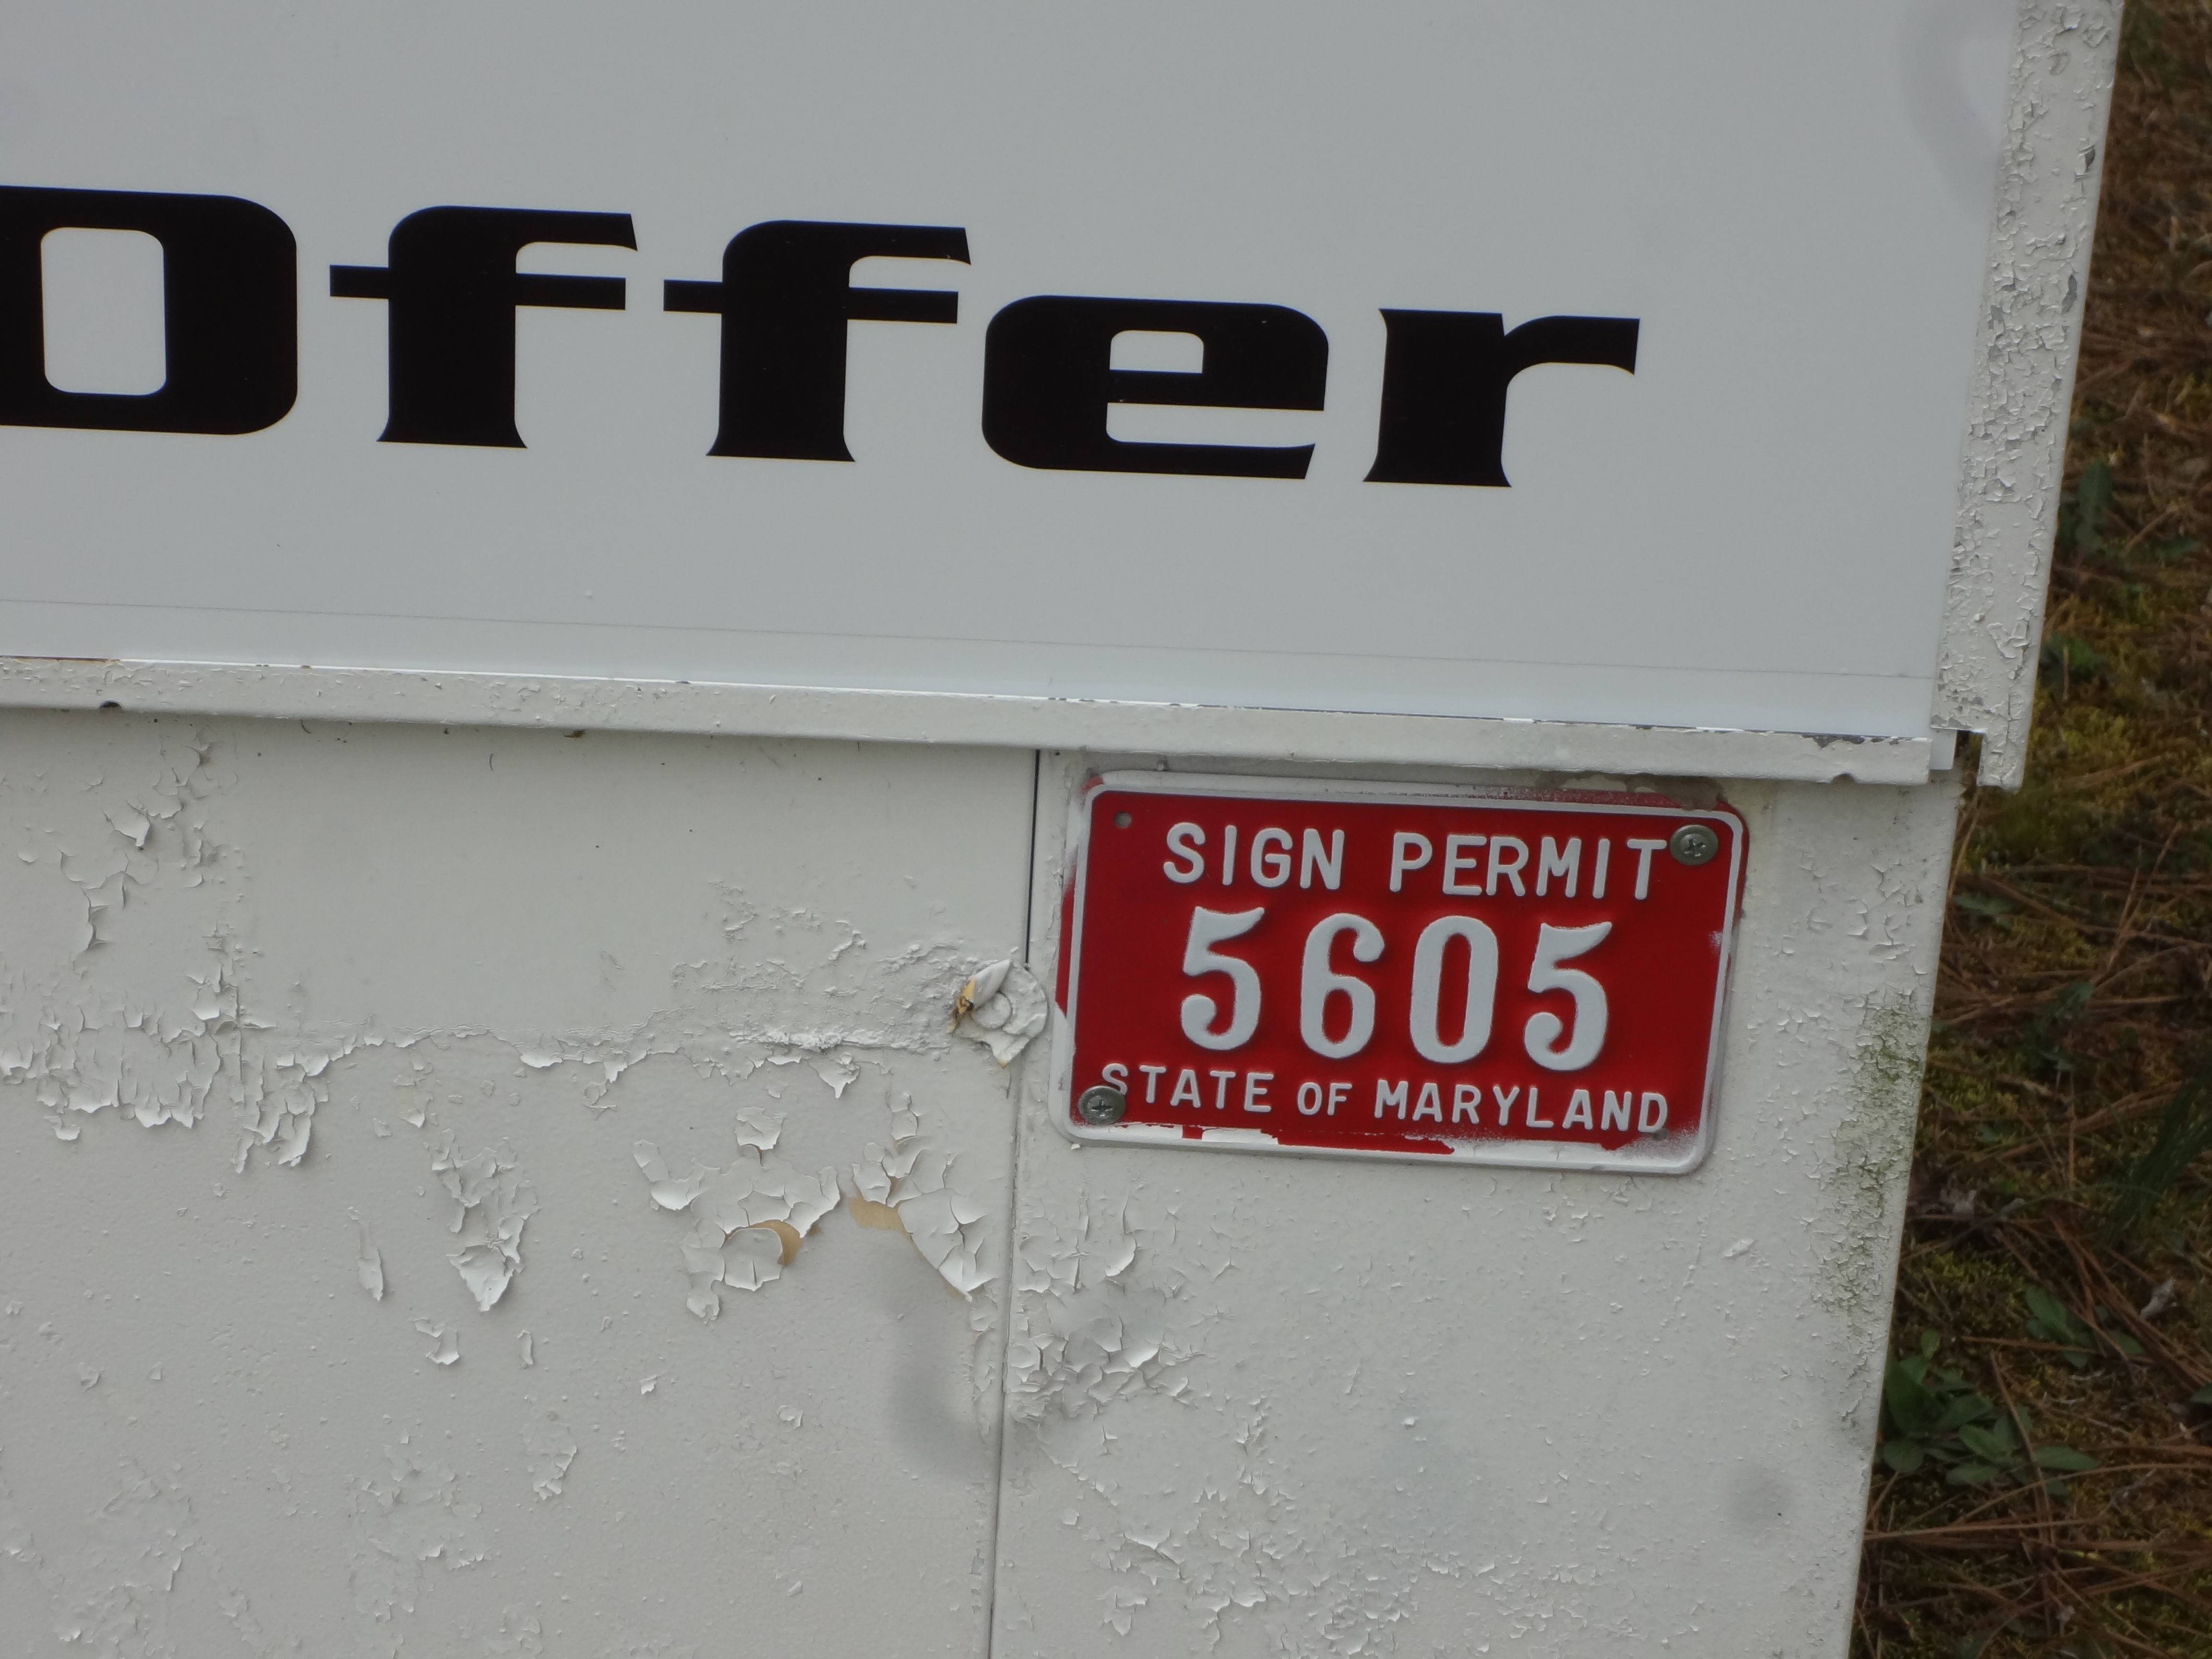 Offer
SIGN PERMIT
5605
STATE OF MARYLAND